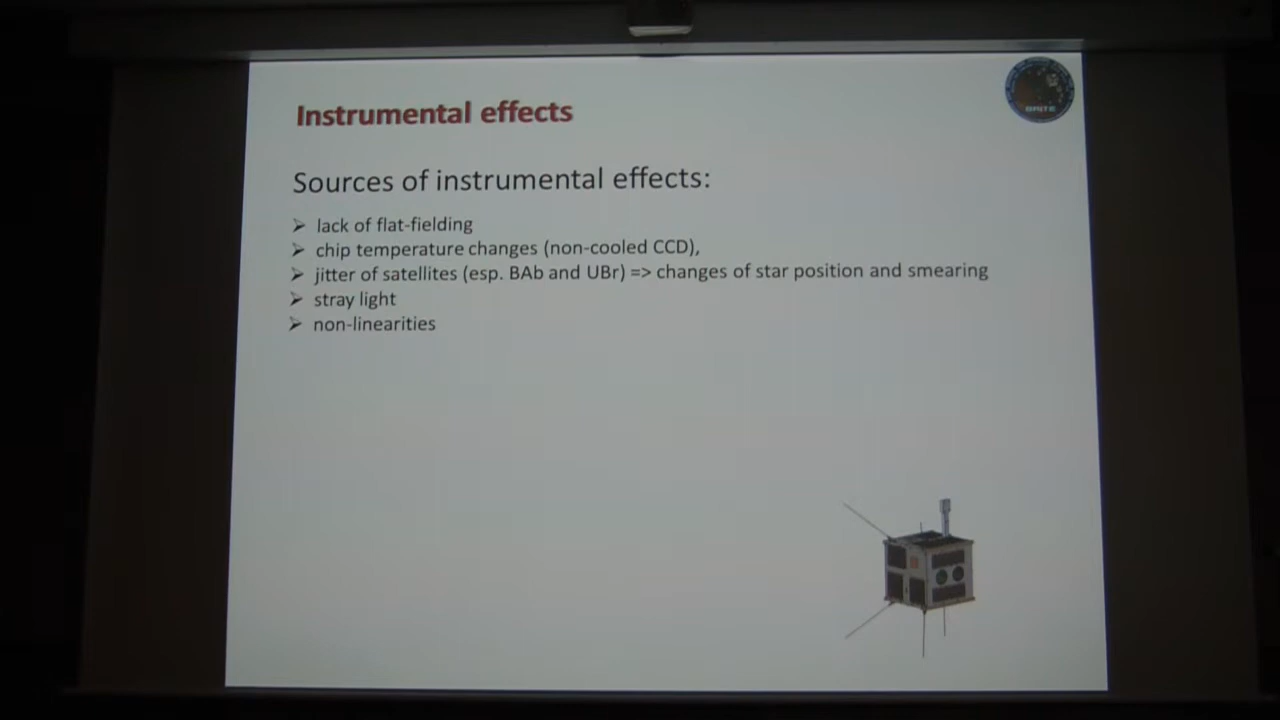 Instrumental effects
BRITE
Sources of instrumental effects:
➢ lack of flat-fielding
➢ chip temperature changes (non-cooled CCD),
➢ jitter of satellites (esp. BAb and UBr) => changes of star position and smearing
➢ stray light
➢ non-linearities